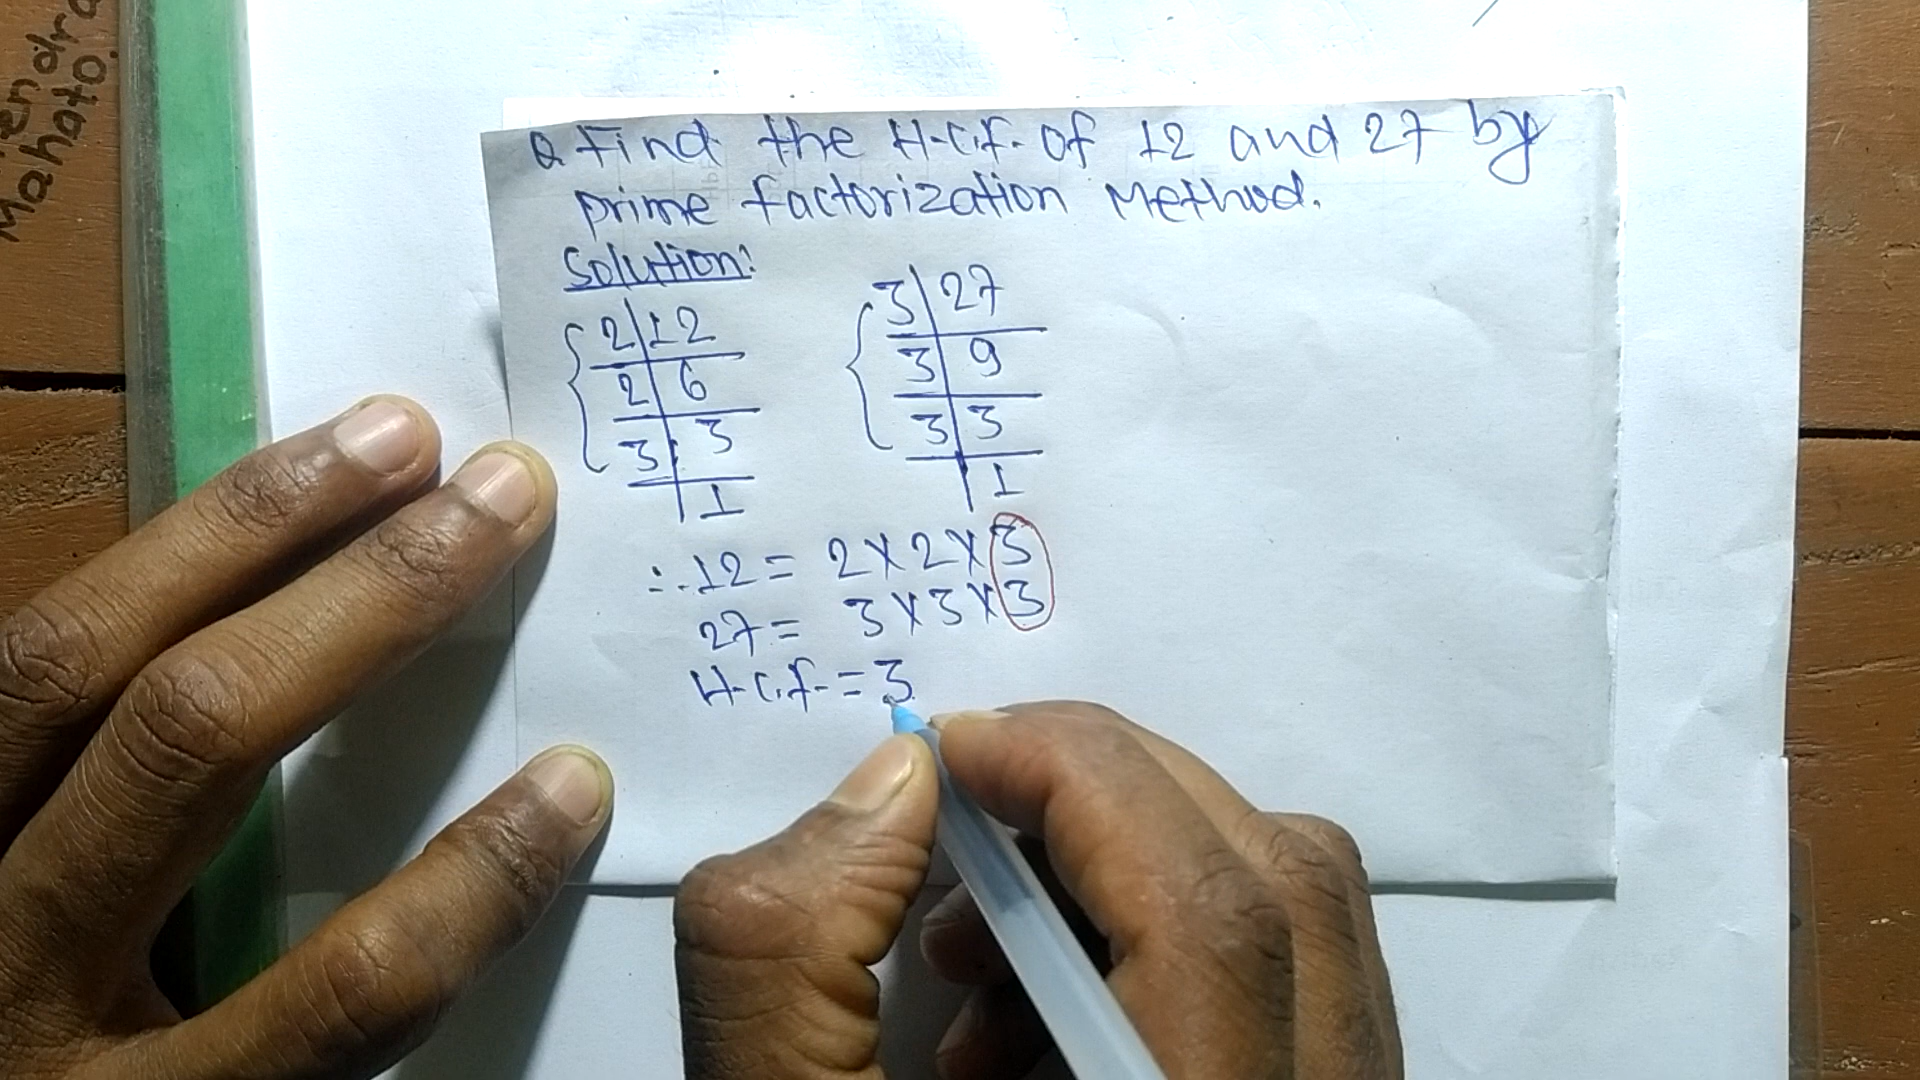 Q. Find the H.C.F. of 12 and 27 by
prime factorization Method.
Solution:
2 12
2 6
3 3
1
3 27
3 9
3 3
1
∴ 12 = 2×2×3
27 = 3×3×3
H.C.F. = 3
Mahato.